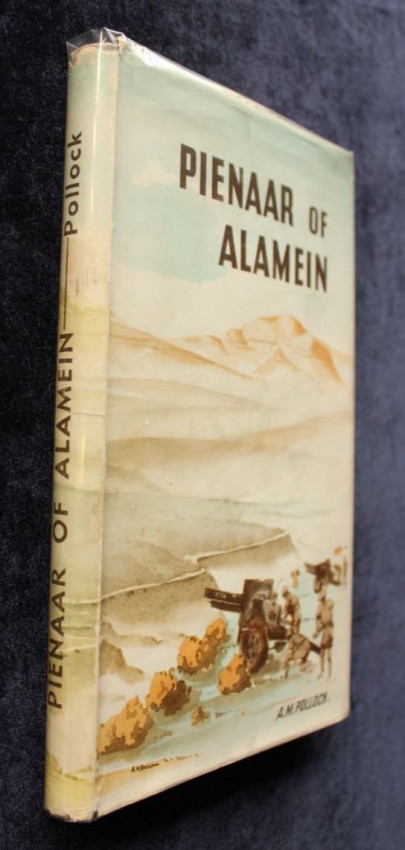 PIENAAR OF
ALAMEIN
A.M. POLLOCK.
PIENAAR OF ALAMEIN — Pollock